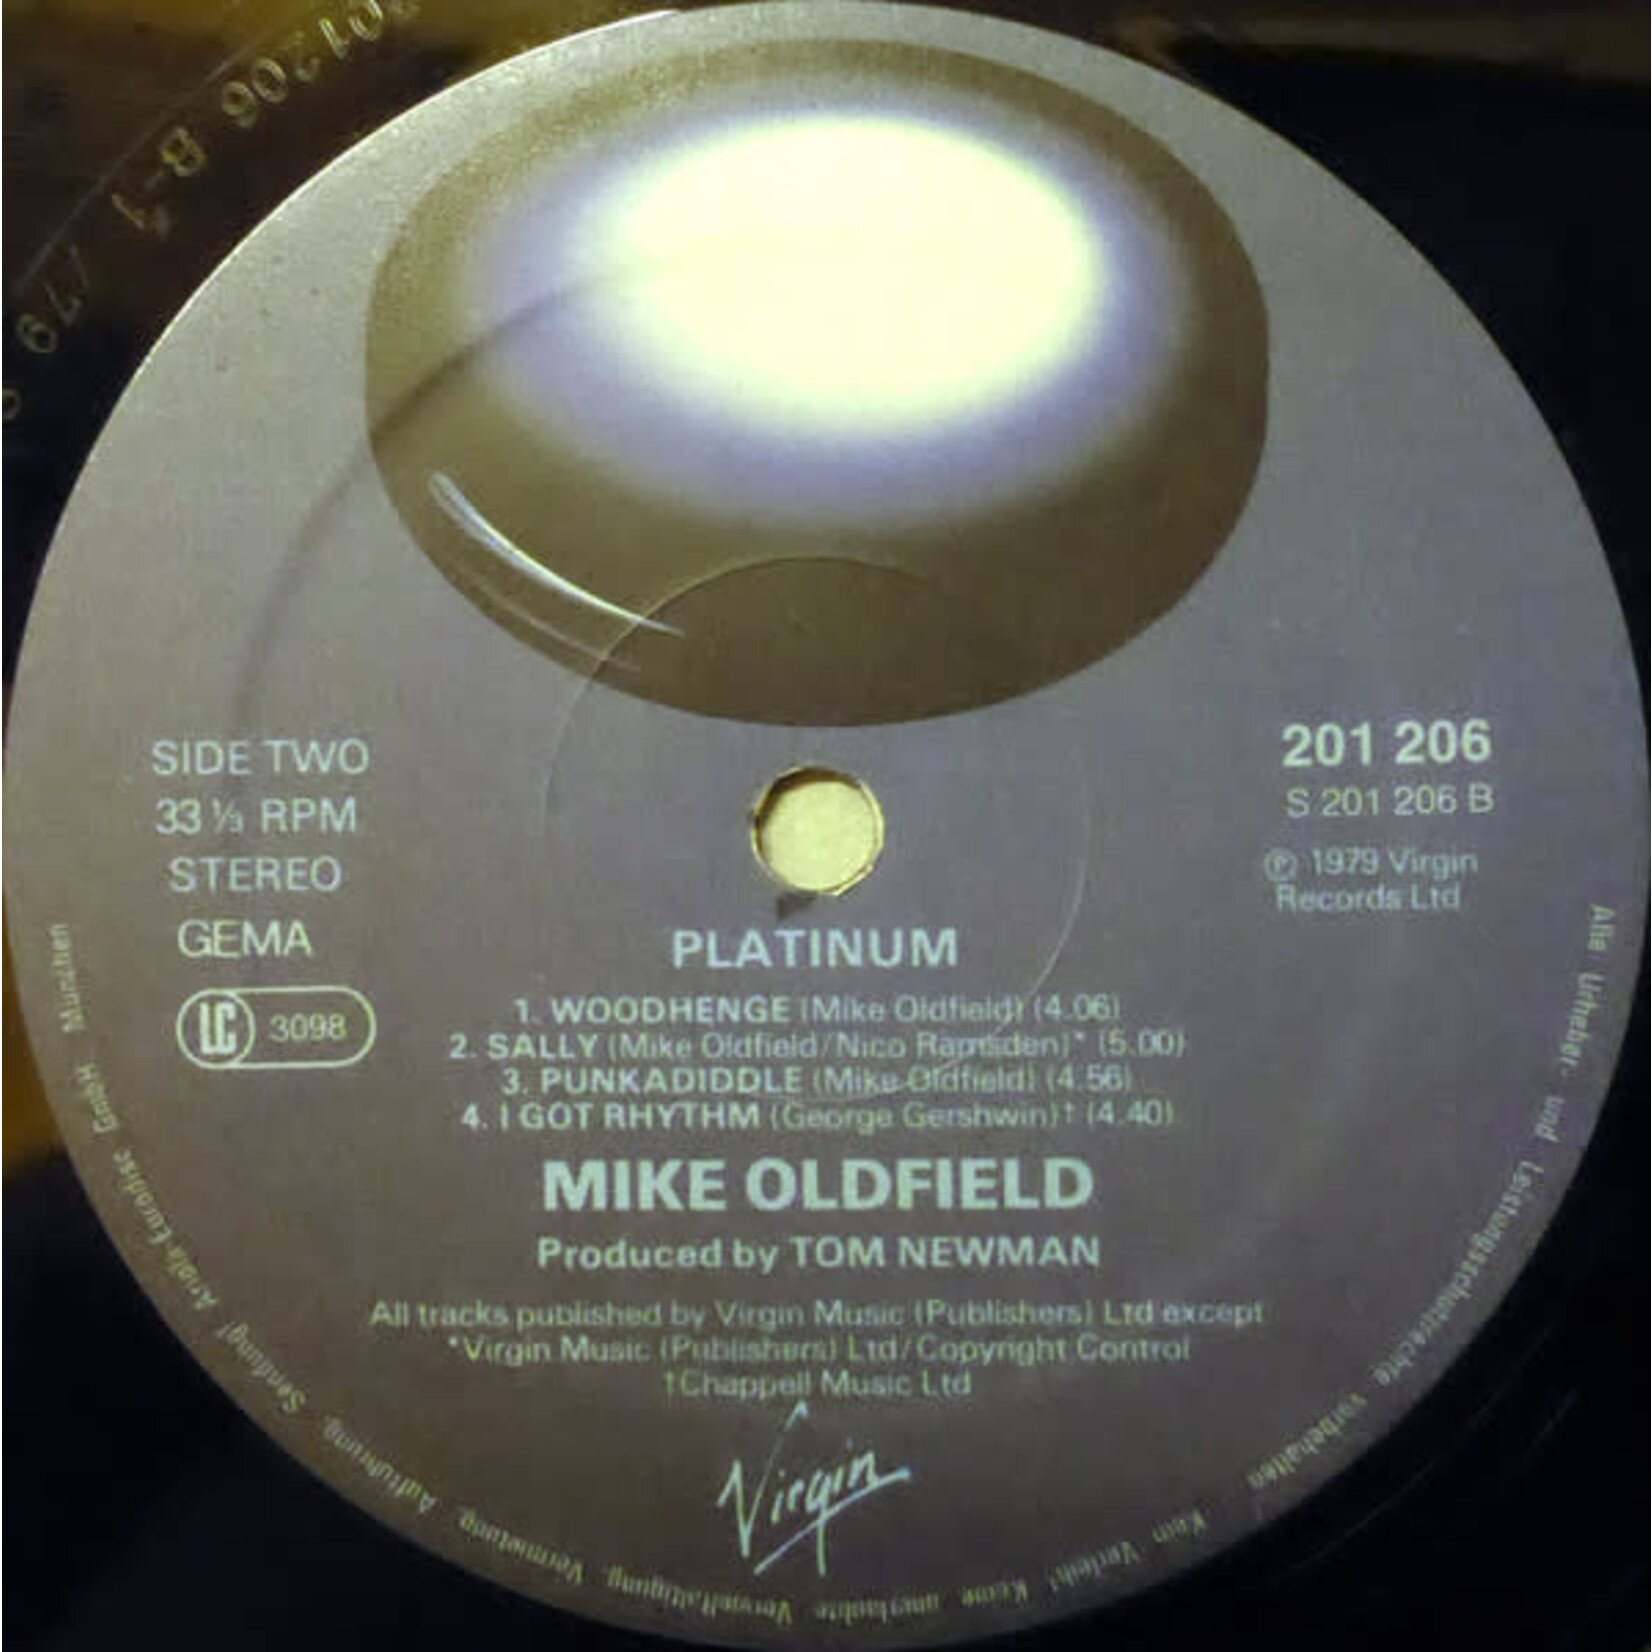 SIDE TWO
33 ⅓ RPM
STEREO
GEMA
LC 3098
201 206
S 201 206 B
℗ 1979 Virgin
Records Ltd
PLATINUM
1. WOODHENGE (Mike Oldfield) (4.06)
2. SALLY (Mike Oldfield/Nico Ramsden)* (5.00)
3. PUNKADIDDLE (Mike Oldfield) (4.56)
4. I GOT RHYTHM (George Gershwin)† (4.40)
MIKE OLDFIELD
Produced by TOM NEWMAN
All tracks published by Virgin Music (Publishers) Ltd except
*Virgin Music (Publishers) Ltd/Copyright Control
†Chappell Music Ltd
Virgin
Alle Urheber- und Leistungsschutzrechte vorbehalten Kein Verleih! Keine unerlaubte Vervielfältigung, Vermietung, Aufführung, Sendung! Ariola-Eurodisc GmbH München
01206 B-1 779